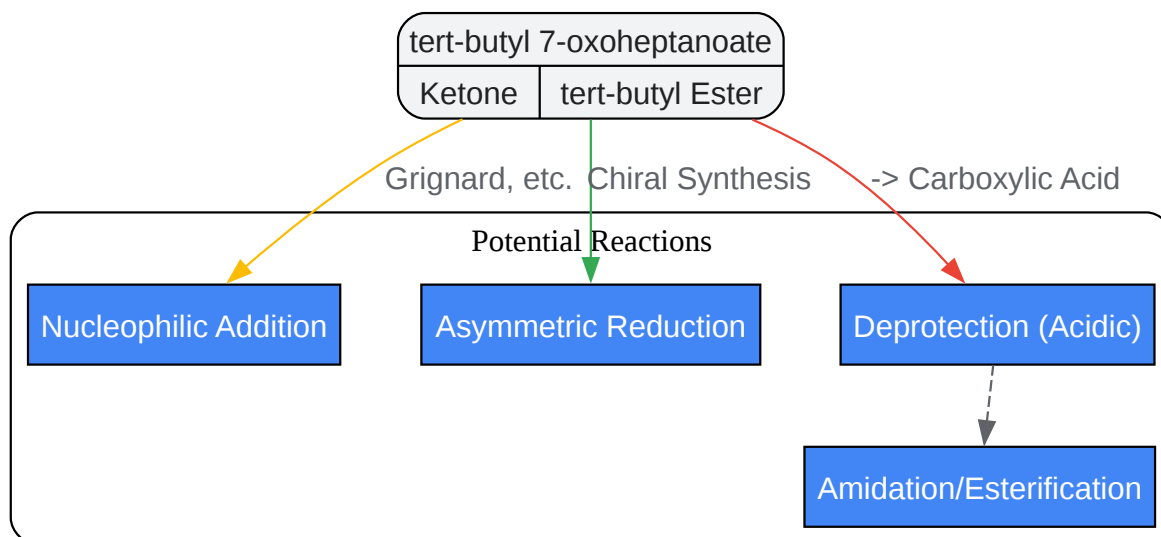 tert-butyl 7-oxoheptanoate
Ketone
tert-butyl Ester
Grignard, etc.
Chiral Synthesis
-> Carboxylic Acid
Potential Reactions
Nucleophilic Addition
Asymmetric Reduction
Deprotection (Acidic)
Amidation/Esterification